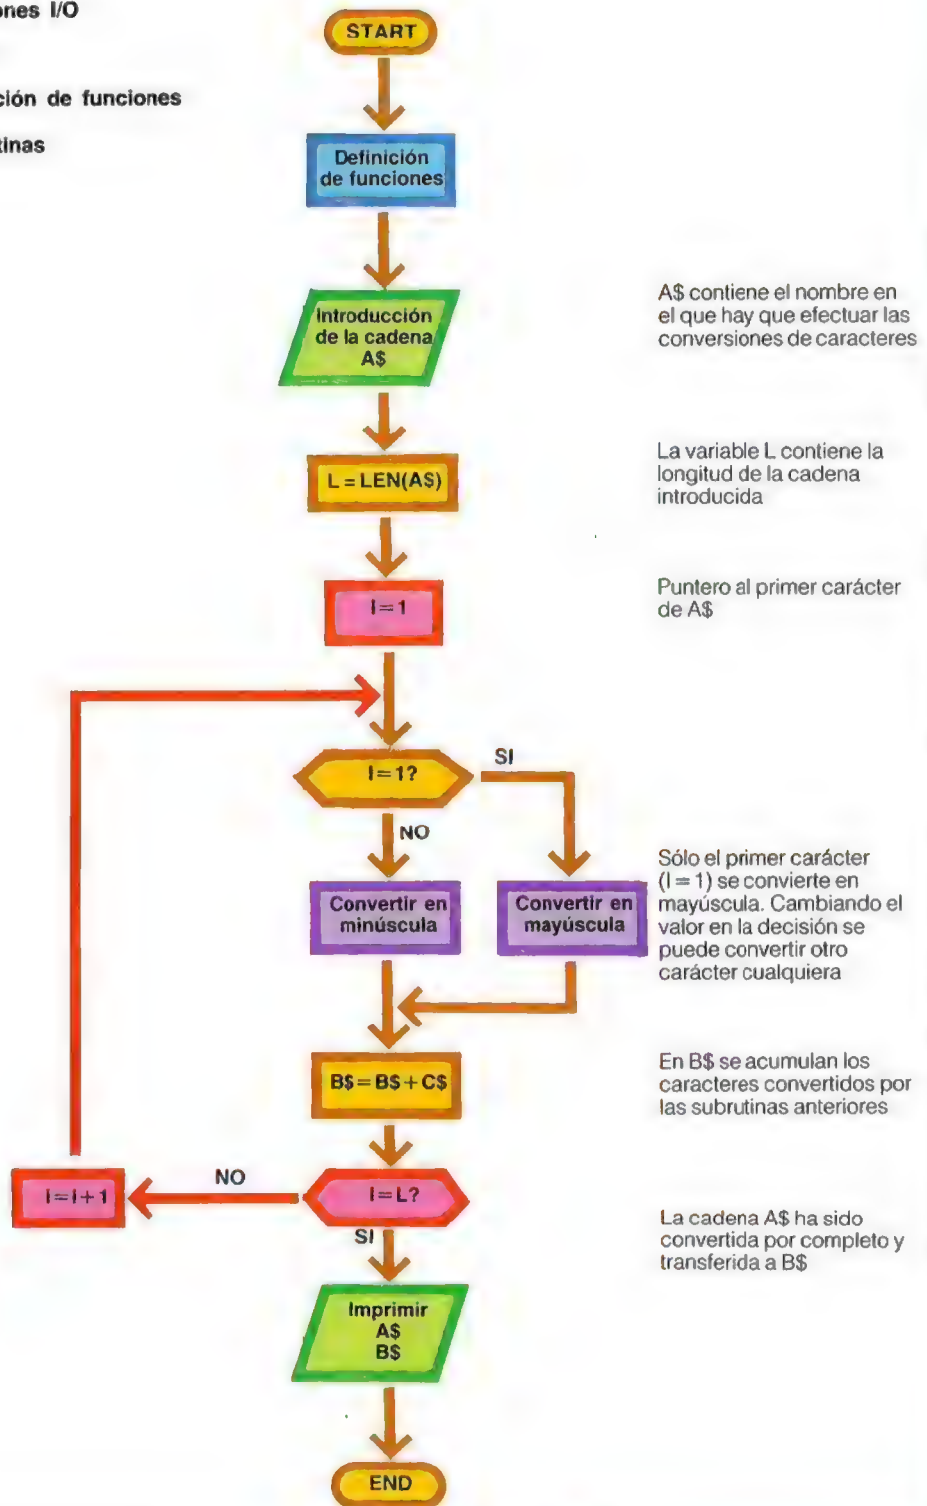 nes I/O
ción de funciones
tinas
START
Definición
de funciones
Introducción
de la cadena
A$
A$ contiene el nombre en
el que hay que efectuar las
conversiones de caracteres
L = LEN(A$)
La variable L contiene la
longitud de la cadena
introducida
I = 1
Puntero al primer carácter
de A$
I = 1?
SI
NO
Convertir en
minúscula
Convertir en
mayúscula
Sólo el primer carácter
(I = 1) se convierte en
mayúscula. Cambiando el
valor en la decisión se
puede convertir otro
carácter cualquiera
B$ = B$ + C$
En B$ se acumulan los
caracteres convertidos por
las subrutinas anteriores
I = I + 1
NO
I = L?
SI
La cadena A$ ha sido
convertida por completo y
transferida a B$
Imprimir
A$
B$
END